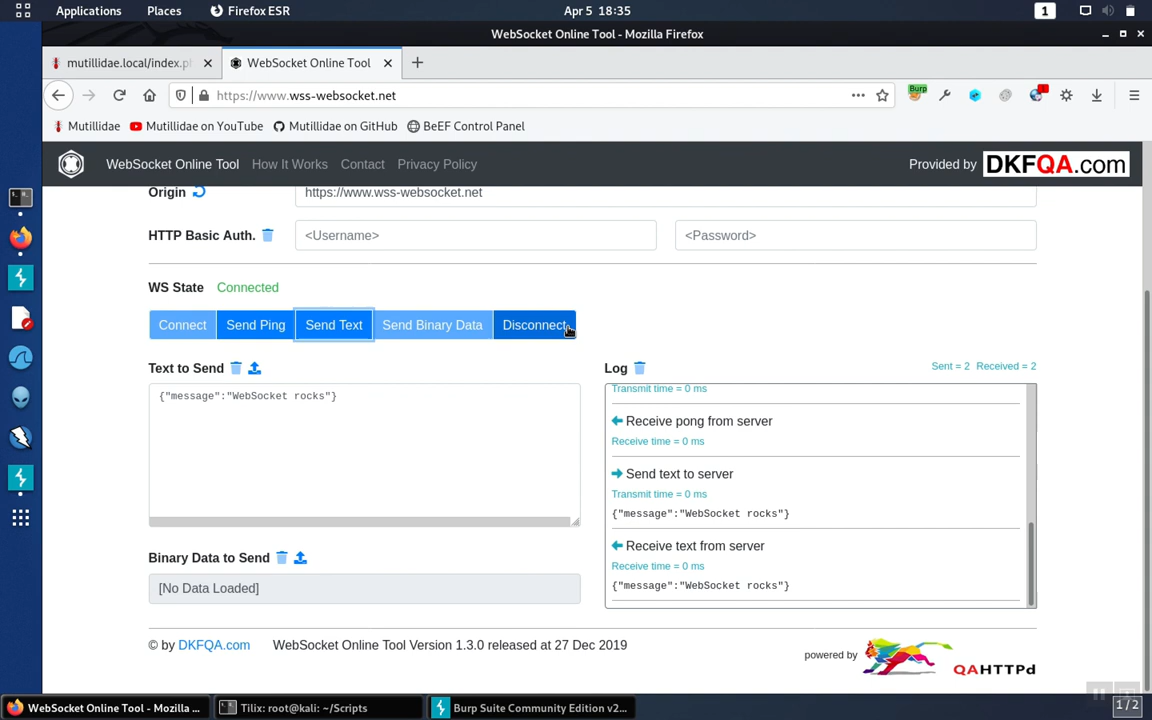 Applications Places Firefox ESR Apr 5 18:35 1
WebSocket Online Tool - Mozilla Firefox
mutillidae.local/index.p WebSocket Online Tool
https://www.wss-websocket.net Burp
Mutillidae Mutillidae on YouTube Mutillidae on GitHub BeEF Control Panel
WebSocket Online Tool How It Works Contact Privacy Policy Provided by DKFQA.com
Origin https://www.wss-websocket.net
HTTP Basic Auth. <Username> <Password>
WS State Connected
Connect Send Ping Send Text Send Binary Data Disconnect
Text to Send
{"message":"WebSocket rocks"}
Binary Data to Send
[No Data Loaded]
Log Sent = 2 Received = 2
Transmit time = 0 ms
Receive pong from server
Receive time = 0 ms
Send text to server
Transmit time = 0 ms
{"message":"WebSocket rocks"}
Receive text from server
Receive time = 0 ms
{"message":"WebSocket rocks"}
© by DKFQA.com WebSocket Online Tool Version 1.3.0 released at 27 Dec 2019 powered by QAHTTPd
WebSocket Online Tool - Mozilla ... Tilix: root@kali: ~/Scripts Burp Suite Community Edition v2... 1/2